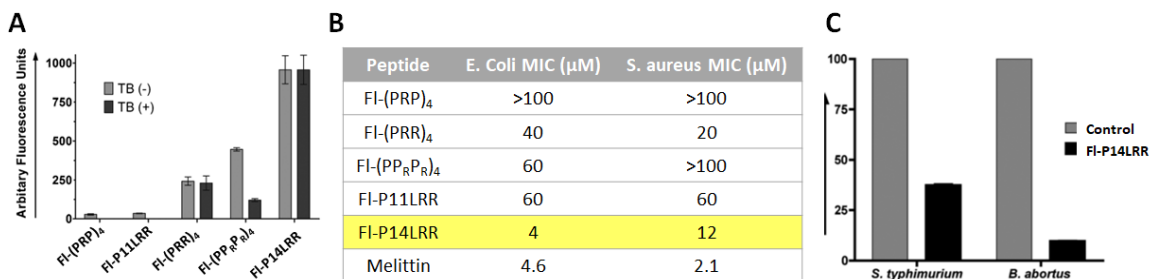 A
Arbitary Fluorescence Units
1000
750
500
250
0
TB (-)
TB (+)
Fl-(PRP)4
Fl-P11LRR
Fl-(PRR)4
Fl-(PPRPR)4
Fl-P14LRR
B
Peptide E. Coli MIC (µM) S. aureus MIC (µM)
Fl-(PRP)4 >100 >100
Fl-(PRR)4 40 20
Fl-(PPRPR)4 60 >100
Fl-P11LRR 60 60
Fl-P14LRR 4 12
Melittin 4.6 2.1
C
100
75
50
25
0
S. typhimurium
B. abortus
Control
Fl-P14LRR